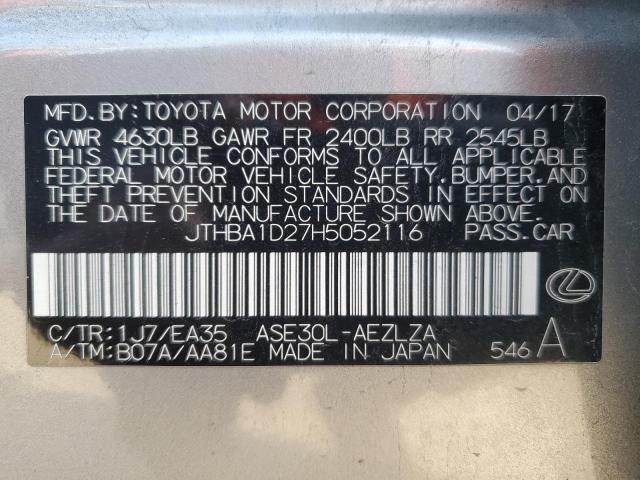 MFD. BY: TOYOTA MOTOR CORPORATION 04/17
GVWR 4630LB GAWR FR 2400LB RR 2545LB
THIS VEHICLE CONFORMS TO ALL APPLICABLE
FEDERAL MOTOR VEHICLE SAFETY, BUMPER, AND
THEFT PREVENTION STANDARDS IN EFFECT ON
THE DATE OF MANUFACTURE SHOWN ABOVE.
JTHBA1D27H5052116 PASS. CAR
C/TR: 1J7/EA35 ASE30L-AEZLZA
A/TM: B07A/AA81E MADE IN JAPAN 546 A